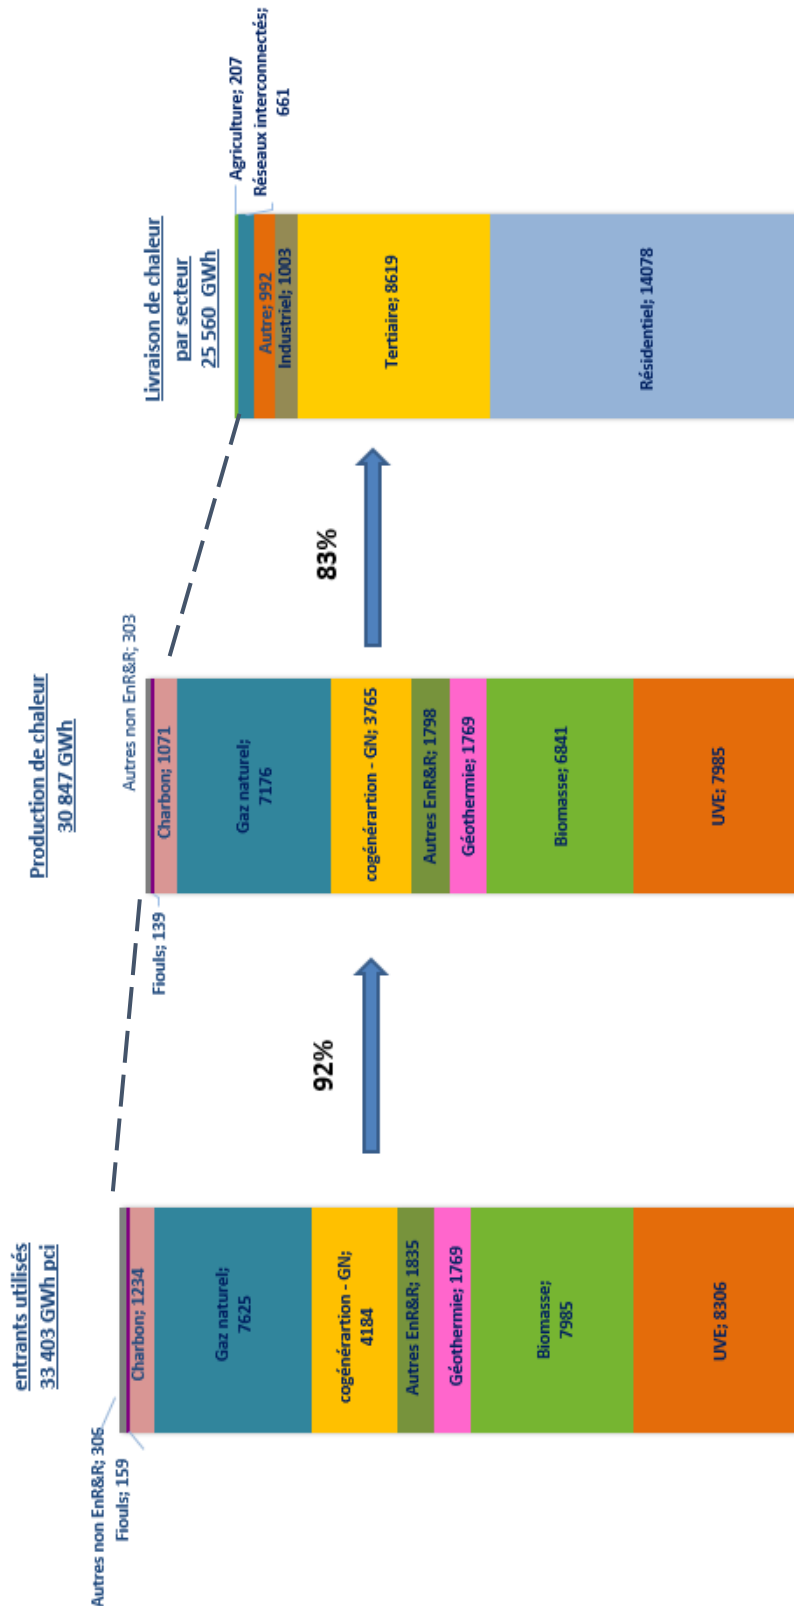 entrants utilisés
33 403 GWh pci
Autres non EnR&R; 306
Fiouls; 159
Charbon; 1234
Gaz naturel;
7625
cogénérartion - GN;
4184
Autres EnR&R; 1835
Géothermie; 1769
Biomasse;
7985
UVE; 8306
92%
Production de chaleur
30 847 GWh
Autres non EnR&R; 303
Fiouls; 139
Charbon; 1071
Gaz naturel;
7176
cogénérartion - GN; 3765
Autres EnR&R; 1798
Géothermie; 1769
Biomasse; 6841
UVE; 7985
83%
Livraison de chaleur
par secteur
25 560 GWh
Agriculture; 207
Réseaux interconnectés;
661
Autre; 992
Industriel; 1003
Tertiaire; 8619
Résidentiel; 14078